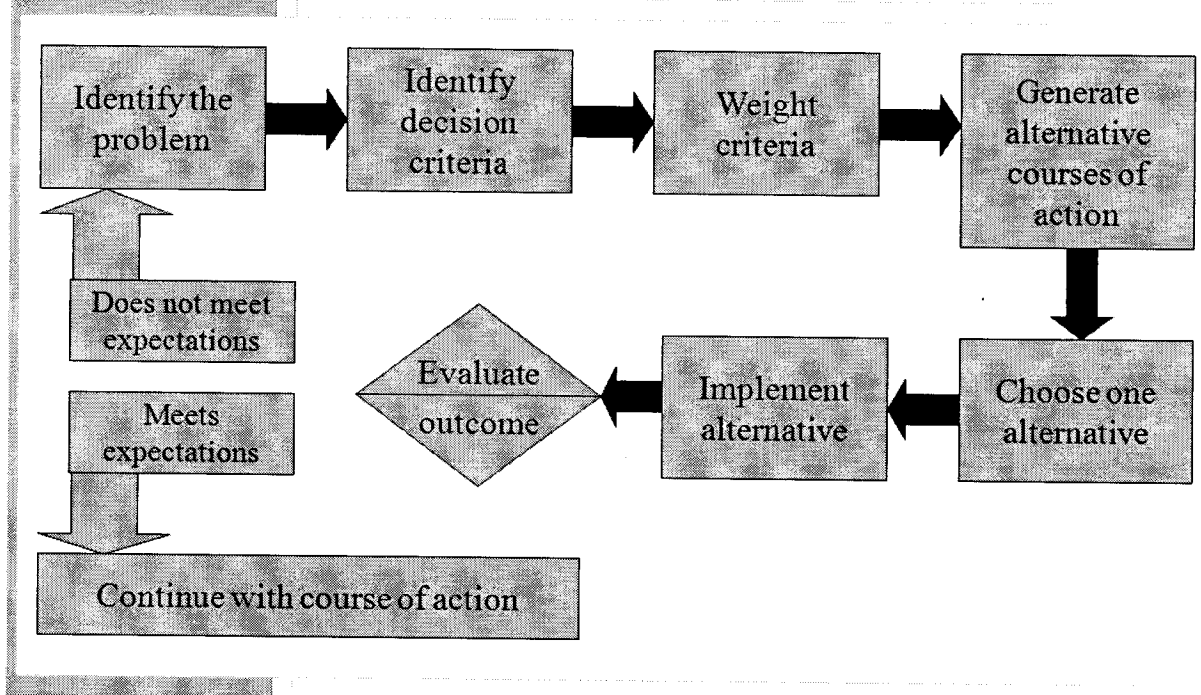 Identify the
problem
Identify
decision
criteria
Weight
criteria
Generate
alternative
courses of
action
Does not meet
expectations
Evaluate
outcome
Implement
alternative
Choose one
alternative
Meets
expectations
Continue with course of action